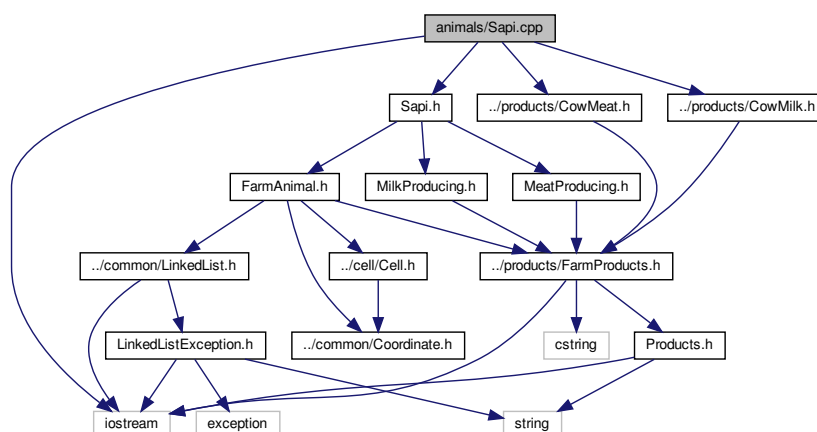 animals/Sapi.cpp
Sapi.h
../products/CowMeat.h
../products/CowMilk.h
FarmAnimal.h
MilkProducing.h
MeatProducing.h
../common/LinkedList.h
../cell/Cell.h
../products/FarmProducts.h
LinkedListException.h
../common/Coordinate.h
cstring
Products.h
iostream
exception
string